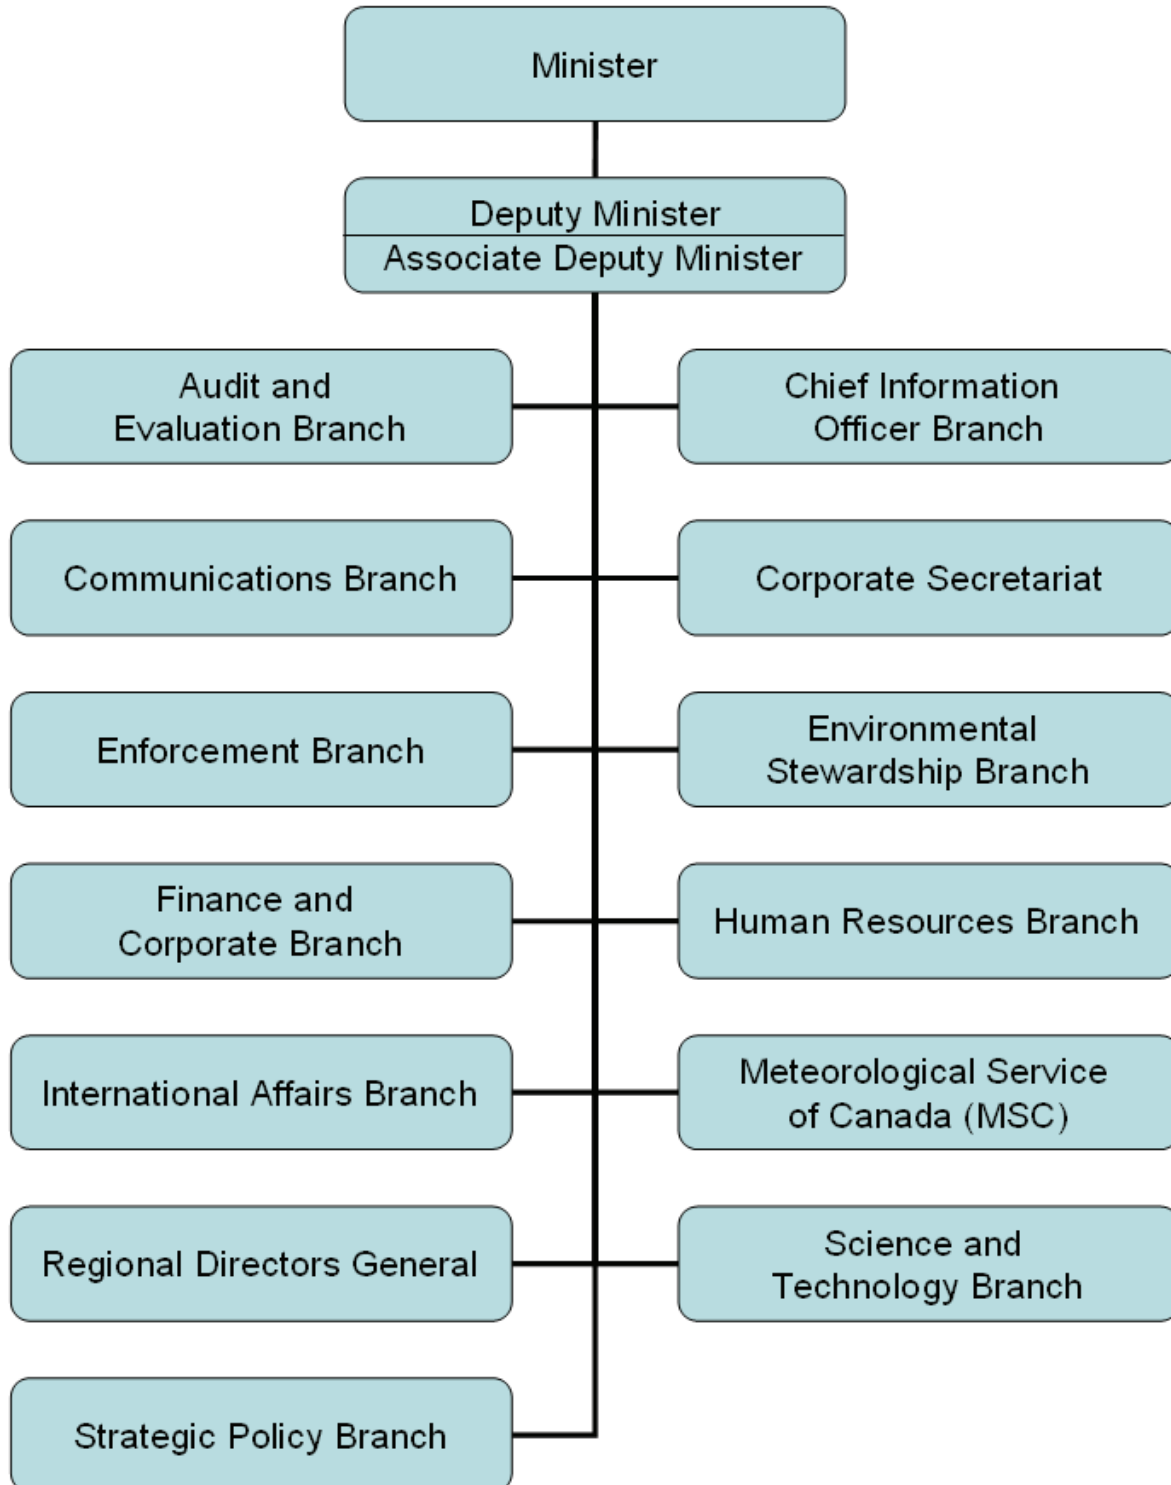 Minister
Deputy Minister
Associate Deputy Minister
Audit and
Evaluation Branch
Chief Information
Officer Branch
Communications Branch
Corporate Secretariat
Enforcement Branch
Environmental
Stewardship Branch
Finance and
Corporate Branch
Human Resources Branch
International Affairs Branch
Meteorological Service
of Canada (MSC)
Regional Directors General
Science and
Technology Branch
Strategic Policy Branch